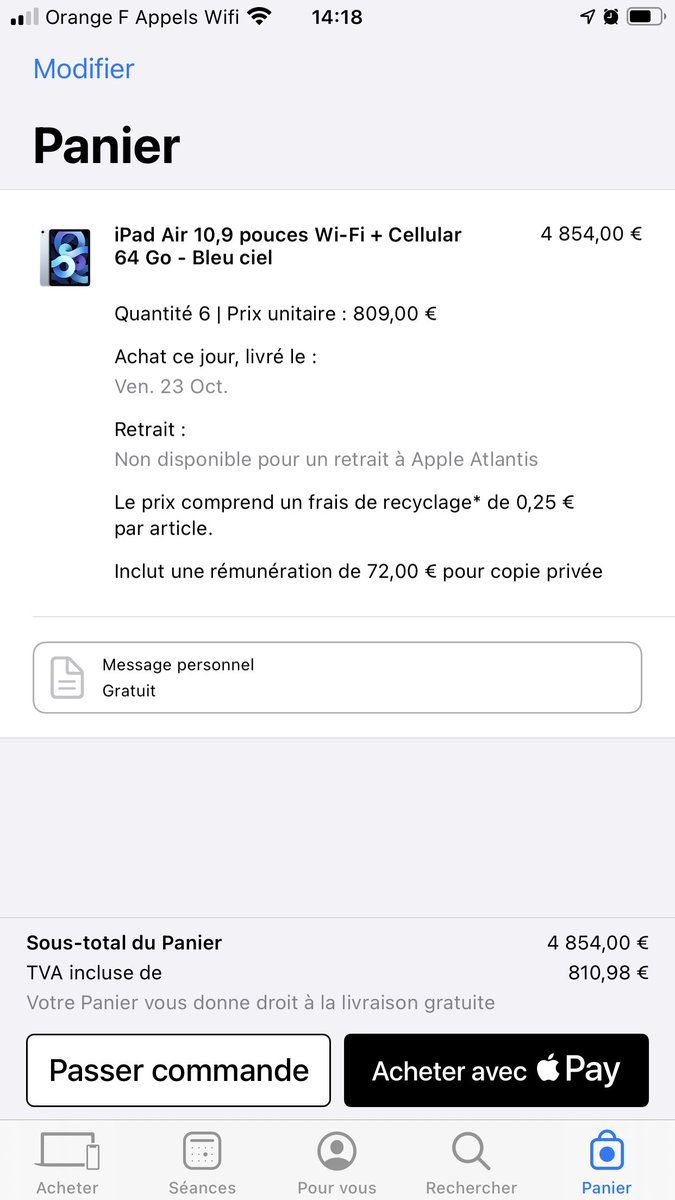 Orange F Appels Wifi 14:18
Modifier
Panier
iPad Air 10,9 pouces Wi-Fi + Cellular 4 854,00 €
64 Go - Bleu ciel
Quantité 6 | Prix unitaire : 809,00 €
Achat ce jour, livré le :
Ven. 23 Oct.
Retrait :
Non disponible pour un retrait à Apple Atlantis
Le prix comprend un frais de recyclage* de 0,25 €
par article.
Inclut une rémunération de 72,00 € pour copie privée
Message personnel
Gratuit
Sous-total du Panier 4 854,00 €
TVA incluse de 810,98 €
Votre Panier vous donne droit à la livraison gratuite
Passer commande Acheter avec Pay
Acheter Séances Pour vous Rechercher Panier